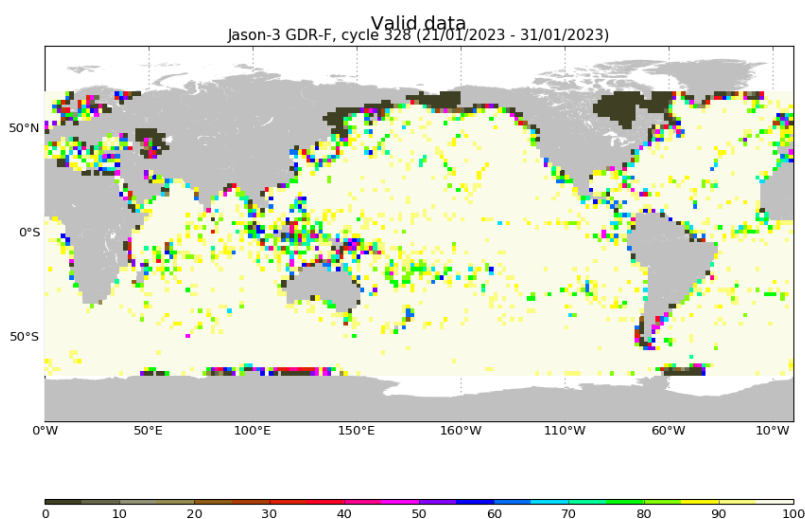 Valid data
Jason-3 GDR-F, cycle 328 (21/01/2023 - 31/01/2023)
50°N
0°S
50°S
0°W 50°E 100°E 150°E 160°W 110°W 60°W 10°W
0 10 20 30 40 50 60 70 80 90 100